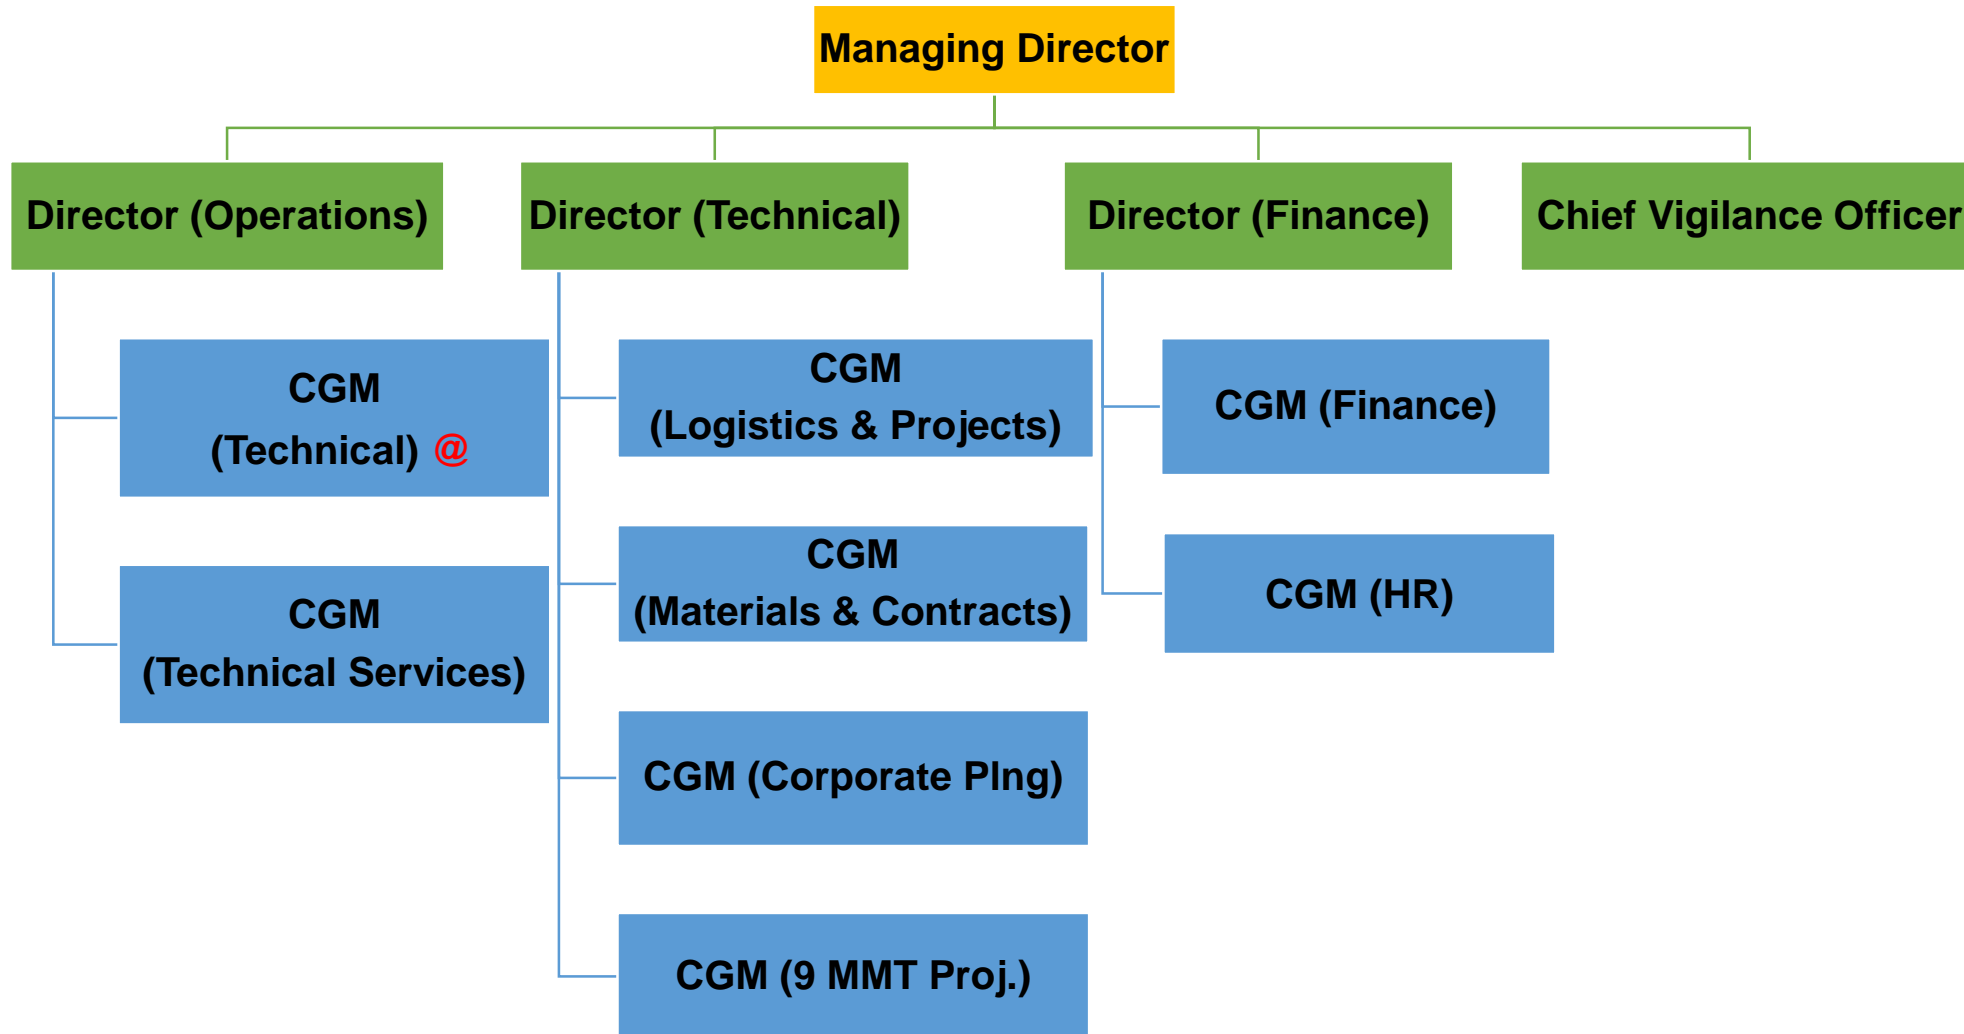 Managing Director
Director (Operations)
Director (Technical)
Director (Finance)
Chief Vigilance Officer
CGM
(Technical) @
CGM
(Technical Services)
CGM
(Logistics & Projects)
CGM
(Materials & Contracts)
CGM (Corporate Plng)
CGM (9 MMT Proj.)
CGM (Finance)
CGM (HR)